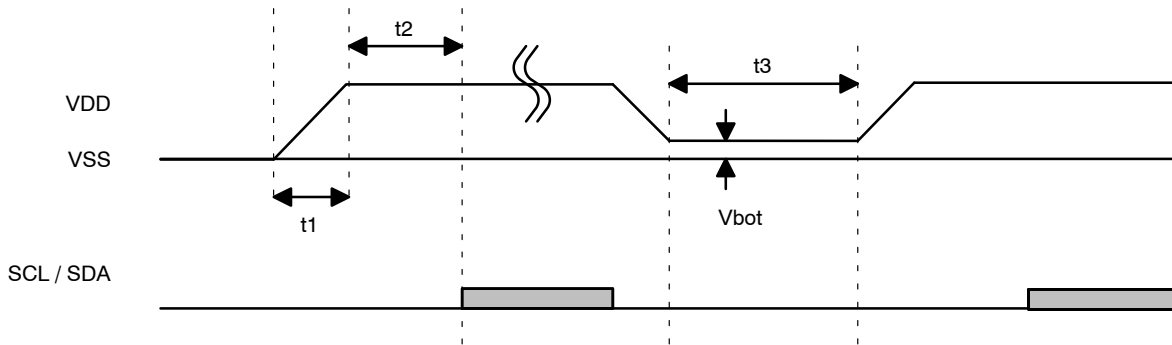 t2
t3
VDD
VSS
t1
Vbot
SCL / SDA